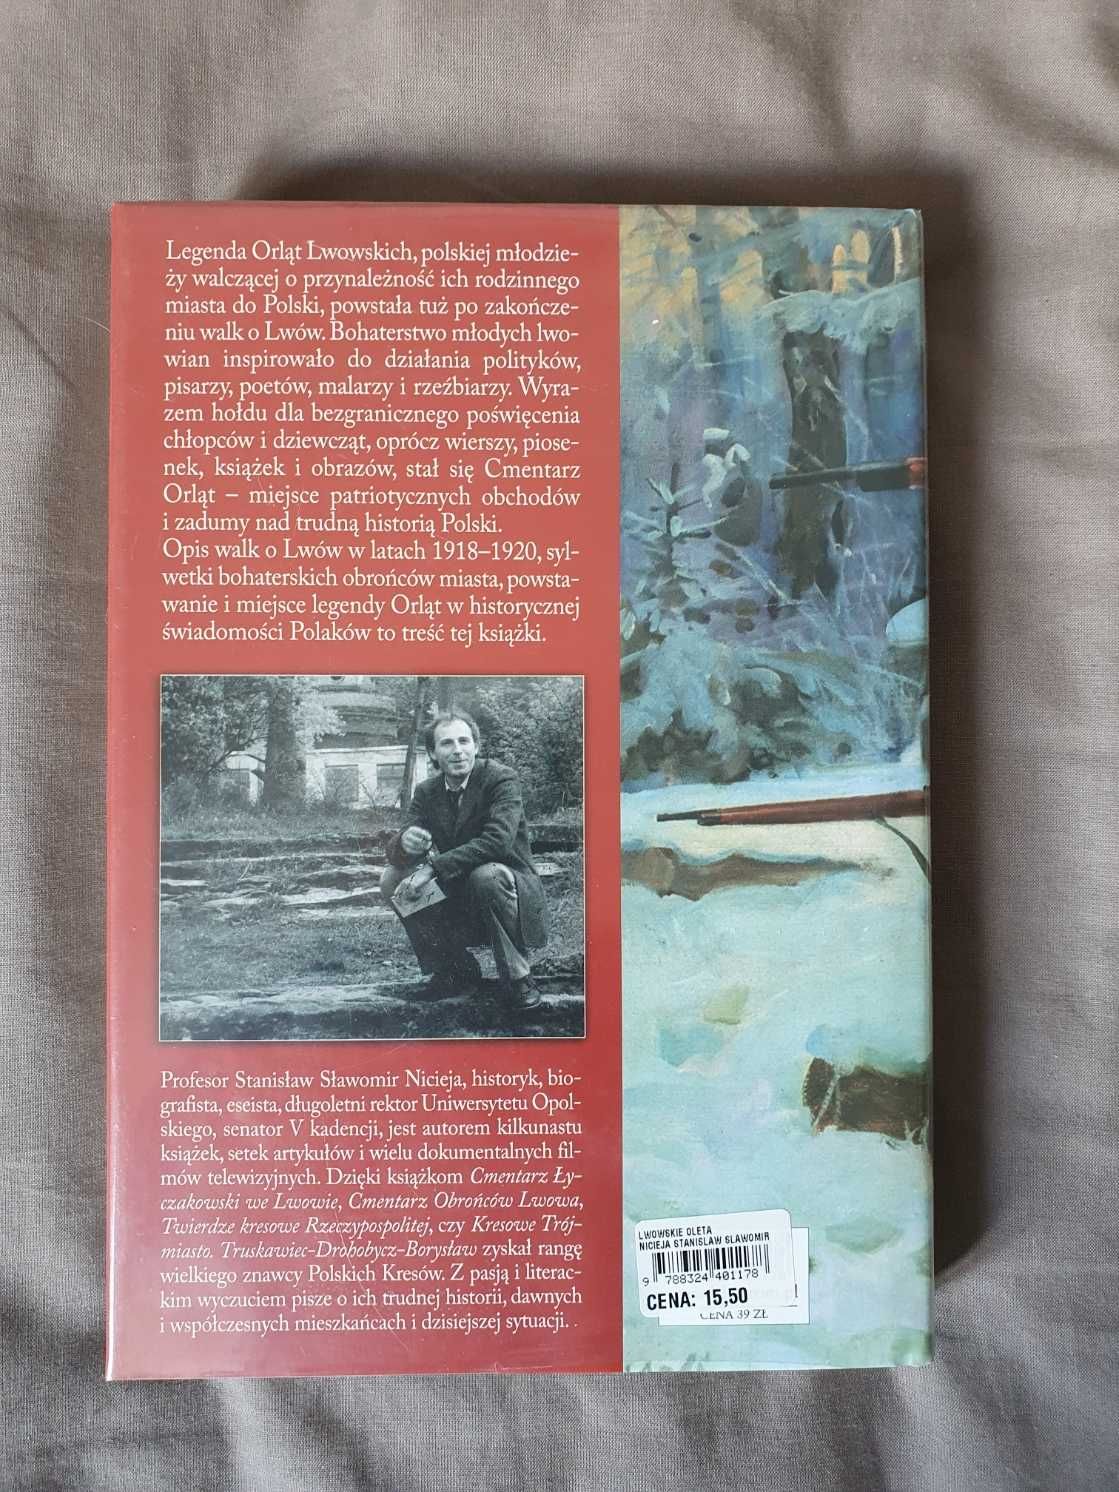 Legenda Orląt Lwowskich, polskiej młodzie-
ży walczącej o przynależność ich rodzinnego
miasta do Polski, powstała tuż po zakończe-
niu walk o Lwów. Bohaterstwo młodych lwo-
wian inspirowało do działania polityków,
pisarzy, poetów, malarzy i rzeźbiarzy. Wyra-
zem hołdu dla bezgranicznego poświęcenia
chłopców i dziewcząt, oprócz wierszy, piose-
nek, książek i obrazów, stał się Cmentarz
Orląt – miejsce patriotycznych obchodów
i zadumy nad trudną historią Polski.
Opis walk o Lwów w latach 1918–1920, syl-
wetki bohaterskich obrońców miasta, powsta-
wanie i miejsce legendy Orląt w historycznej
świadomości Polaków to treść tej książki.
Profesor Stanisław Sławomir Nicieja, historyk, bio-
grafista, eseista, długoletni rektor Uniwersytetu Opol-
skiego, senator V kadencji, jest autorem kilkunastu
książek, setek artykułów i wielu dokumentalnych fil-
mów telewizyjnych. Dzięki książkom Cmentarz Ły-
czakowski we Lwowie, Cmentarz Obrońców Lwowa,
Twierdze kresowe Rzeczypospolitej, czy Kresowe Trój-
miasto. Truskawiec–Drohobycz–Borysław zyskał rangę
wielkiego znawcy Polskich Kresów. Z pasją i literac-
kim wyczuciem pisze o ich trudnej historii, dawnych
i współczesnych mieszkańcach i dzisiejszej sytuacji. .
LWOWSKIE OLETA
NICIEJA STANISLAW SLAWOMIR
9 788324 401178
CENA: 15,50
CENA 39 ZŁ